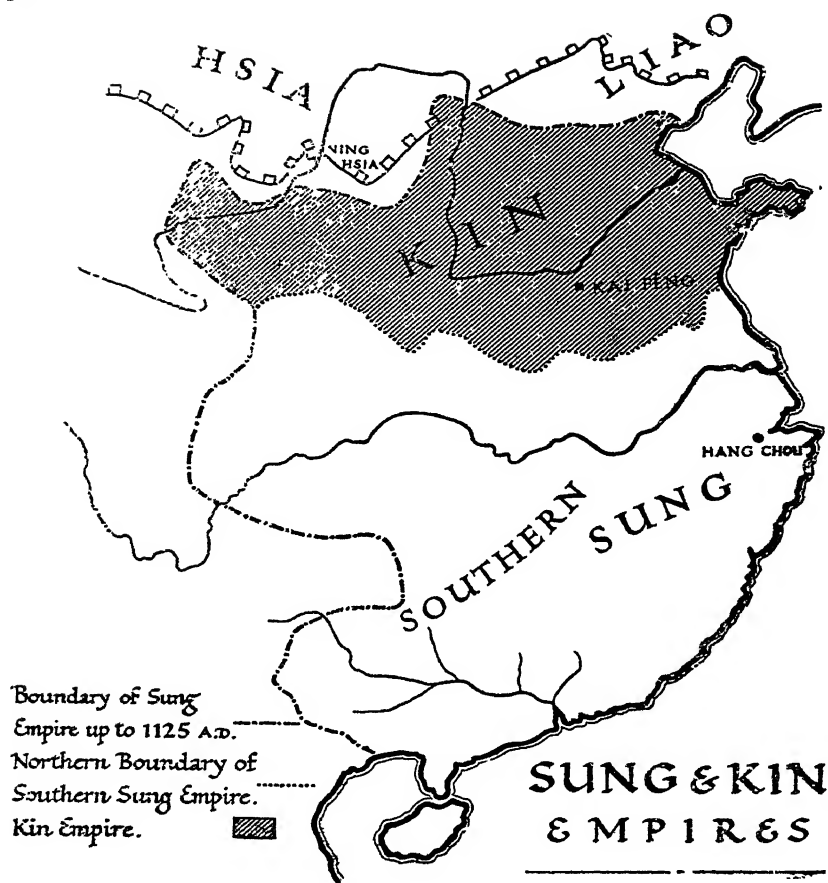 HSIA
LIAO
NING
HSIA
KIN
KAI FENG
HANG CHOU
SOUTHERN
SUNG
Boundary of Sung
Empire up to 1125 A.D.
Northern Boundary of
Southern Sung Empire.
Kin Empire.
SUNG & KIN
EMPIRES